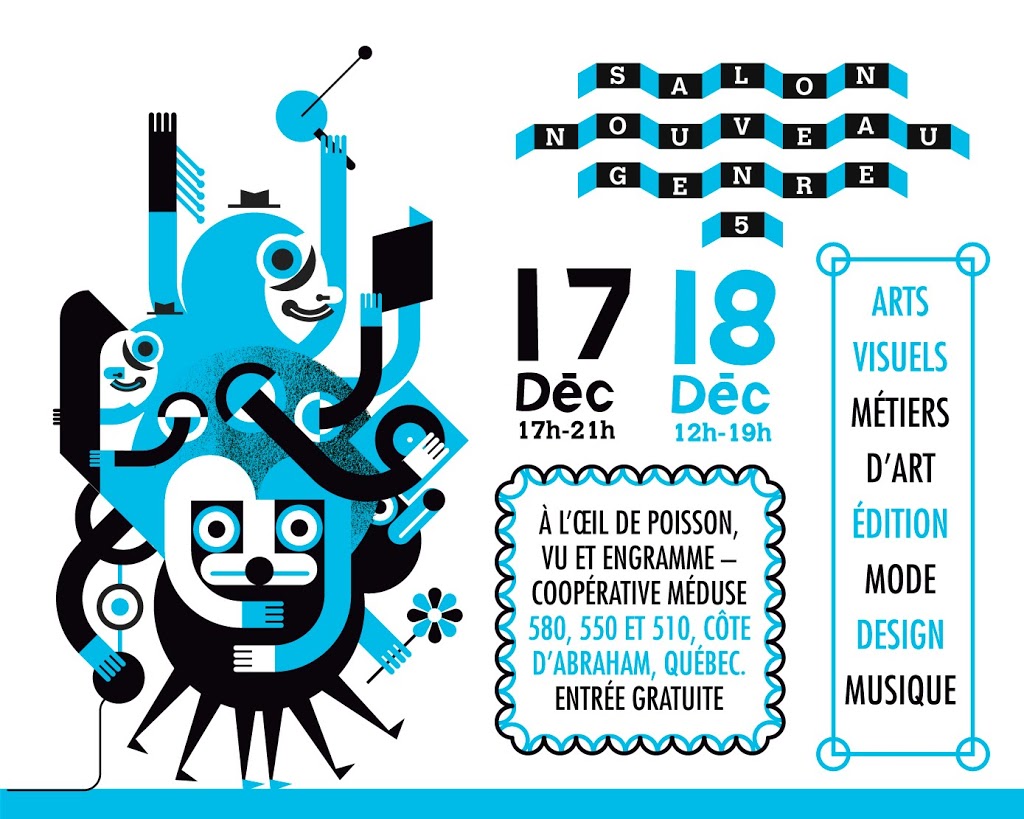 SALON
NOUVEAU
GENRE
5
17
Dēc
17h-21h
18
Dēc
12h-19h
À L'ŒIL DE POISSON,
VU ET ENGRAMME –
COOPÉRATIVE MÉDUSE
580, 550 ET 510, CÔTE
D'ABRAHAM, QUÉBEC.
ENTRÉE GRATUITE
ARTS
VISUELS
MÉTIERS
D'ART
ÉDITION
MODE
DESIGN
MUSIQUE